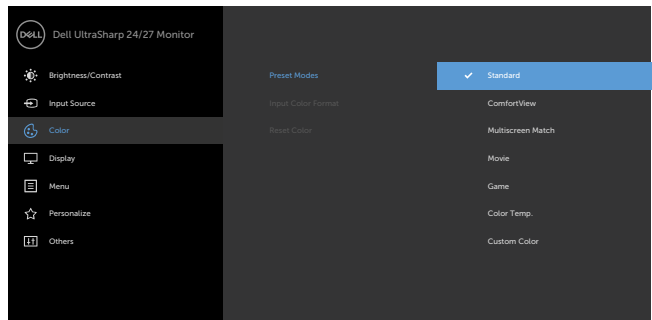 DELL Dell UltraSharp 24/27 Monitor
Brightness/Contrast Preset Modes Standard
Input Source Input Color Format ComfortView
Color Reset Color Multiscreen Match
Display Movie
Menu Game
Personalize Color Temp.
Others Custom Color